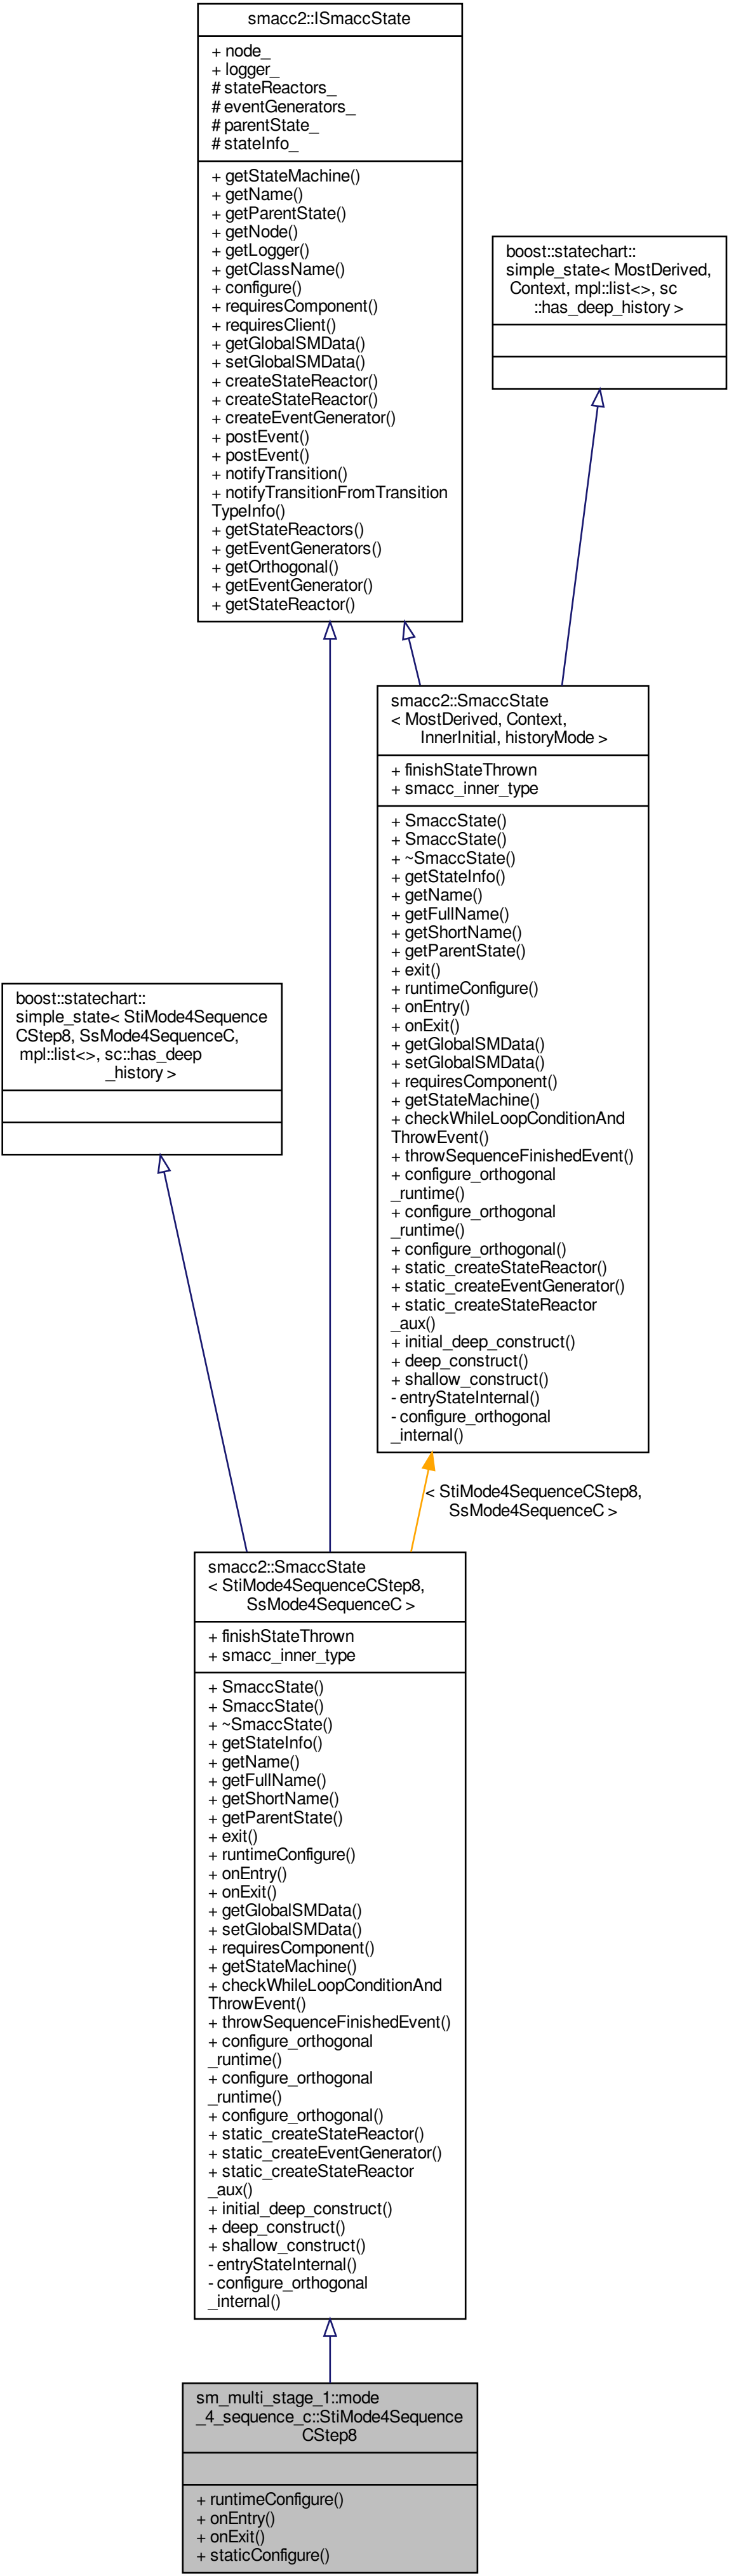 smacc2::ISmaccState
+ node_
+ logger_
# stateReactors_
# eventGenerators_
# parentState_
# stateInfo_
+ getStateMachine()
+ getName()
+ getParentState()
+ getNode()
+ getLogger()
+ getClassName()
+ configure()
+ requiresComponent()
+ requiresClient()
+ getGlobalSMData()
+ setGlobalSMData()
+ createStateReactor()
+ createStateReactor()
+ createEventGenerator()
+ postEvent()
+ postEvent()
+ notifyTransition()
+ notifyTransitionFromTransition
TypeInfo()
+ getStateReactors()
+ getEventGenerators()
+ getOrthogonal()
+ getEventGenerator()
+ getStateReactor()
boost::statechart::
simple_state< MostDerived,
Context, mpl::list<>, sc
::has_deep_history >
smacc2::SmaccState
< MostDerived, Context,
InnerInitial, historyMode >
+ finishStateThrown
+ smacc_inner_type
+ SmaccState()
+ SmaccState()
+ ~SmaccState()
+ getStateInfo()
+ getName()
+ getFullName()
+ getShortName()
+ getParentState()
+ exit()
+ runtimeConfigure()
+ onEntry()
+ onExit()
+ getGlobalSMData()
+ setGlobalSMData()
+ requiresComponent()
+ getStateMachine()
+ checkWhileLoopConditionAnd
ThrowEvent()
+ throwSequenceFinishedEvent()
+ configure_orthogonal
_runtime()
+ configure_orthogonal
_runtime()
+ configure_orthogonal()
+ static_createStateReactor()
+ static_createEventGenerator()
+ static_createStateReactor
_aux()
+ initial_deep_construct()
+ deep_construct()
+ shallow_construct()
- entryStateInternal()
- configure_orthogonal
_internal()
boost::statechart::
simple_state< StiMode4Sequence
CStep8, SsMode4SequenceC,
mpl::list<>, sc::has_deep
_history >
< StiMode4SequenceCStep8,
SsMode4SequenceC >
smacc2::SmaccState
< StiMode4SequenceCStep8,
SsMode4SequenceC >
+ finishStateThrown
+ smacc_inner_type
+ SmaccState()
+ SmaccState()
+ ~SmaccState()
+ getStateInfo()
+ getName()
+ getFullName()
+ getShortName()
+ getParentState()
+ exit()
+ runtimeConfigure()
+ onEntry()
+ onExit()
+ getGlobalSMData()
+ setGlobalSMData()
+ requiresComponent()
+ getStateMachine()
+ checkWhileLoopConditionAnd
ThrowEvent()
+ throwSequenceFinishedEvent()
+ configure_orthogonal
_runtime()
+ configure_orthogonal
_runtime()
+ configure_orthogonal()
+ static_createStateReactor()
+ static_createEventGenerator()
+ static_createStateReactor
_aux()
+ initial_deep_construct()
+ deep_construct()
+ shallow_construct()
- entryStateInternal()
- configure_orthogonal
_internal()
sm_multi_stage_1::mode
_4_sequence_c::StiMode4Sequence
CStep8
+ runtimeConfigure()
+ onEntry()
+ onExit()
+ staticConfigure()